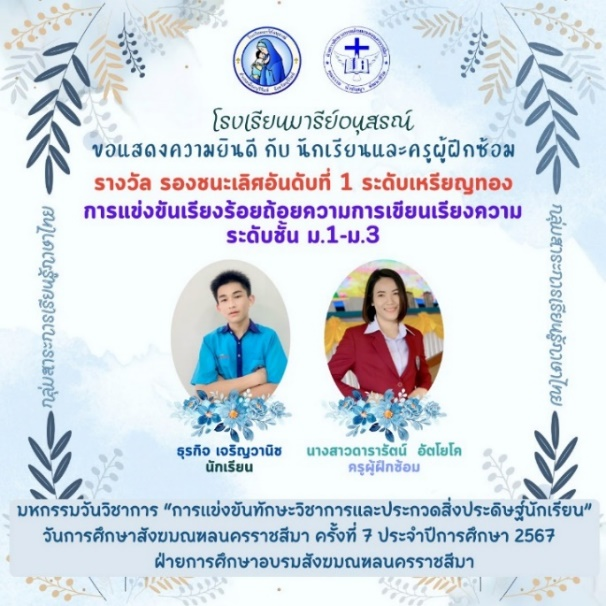 โรงเรียนมารีย์อนุสรณ์
ขอแสดงความยินดี กับ นักเรียนและครูผู้ฝึกซ้อม
รางวัล รองชนะเลิศอันดับที่ 1 ระดับเหรียญทอง
การแข่งขันเรียงร้อยถ้อยความการเขียนเรียงความ
ระดับชั้น ม.1-ม.3
กลุ่มสาระการเรียนรู้ภาษาไทย
กลุ่มสาระการเรียนรู้ภาษาไทย
ธุรกิจ เจริญวานิช
นักเรียน
นางสาวดารารัตน์ อัตโยโค
ครูผู้ฝึกซ้อม
มหกรรมวันวิชาการ “การแข่งขันทักษะวิชาการและประกวดสิ่งประดิษฐ์นักเรียน”
วันการศึกษาสังฆมณฑลนครราชสีมา ครั้งที่ 7 ประจำปีการศึกษา 2567
ฝ่ายการศึกษาอบรมสังฆมณฑลนครราชสีมา